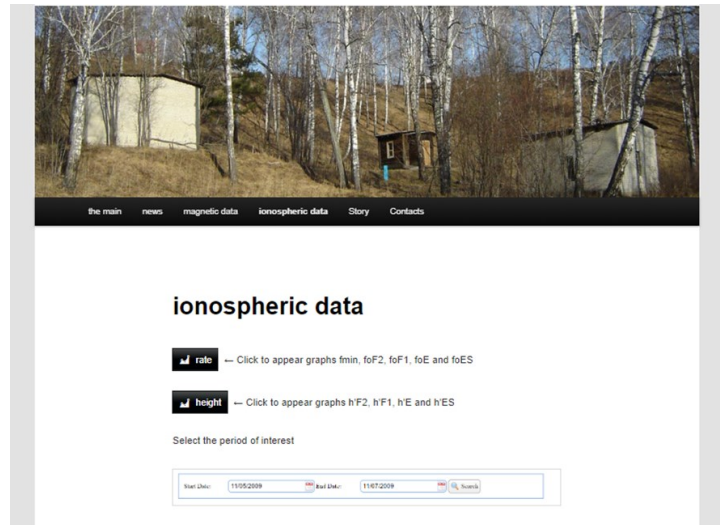 the main news magnetic data ionospheric data Story Contacts
ionospheric data
rate ← Click to appear graphs fmin, foF2, foF1, foE and foES
height ← Click to appear graphs h'F2, h'F1, h'E and h'ES
Select the period of interest
Start Date: 11/05/2009 End Date: 11/07/2009 Search